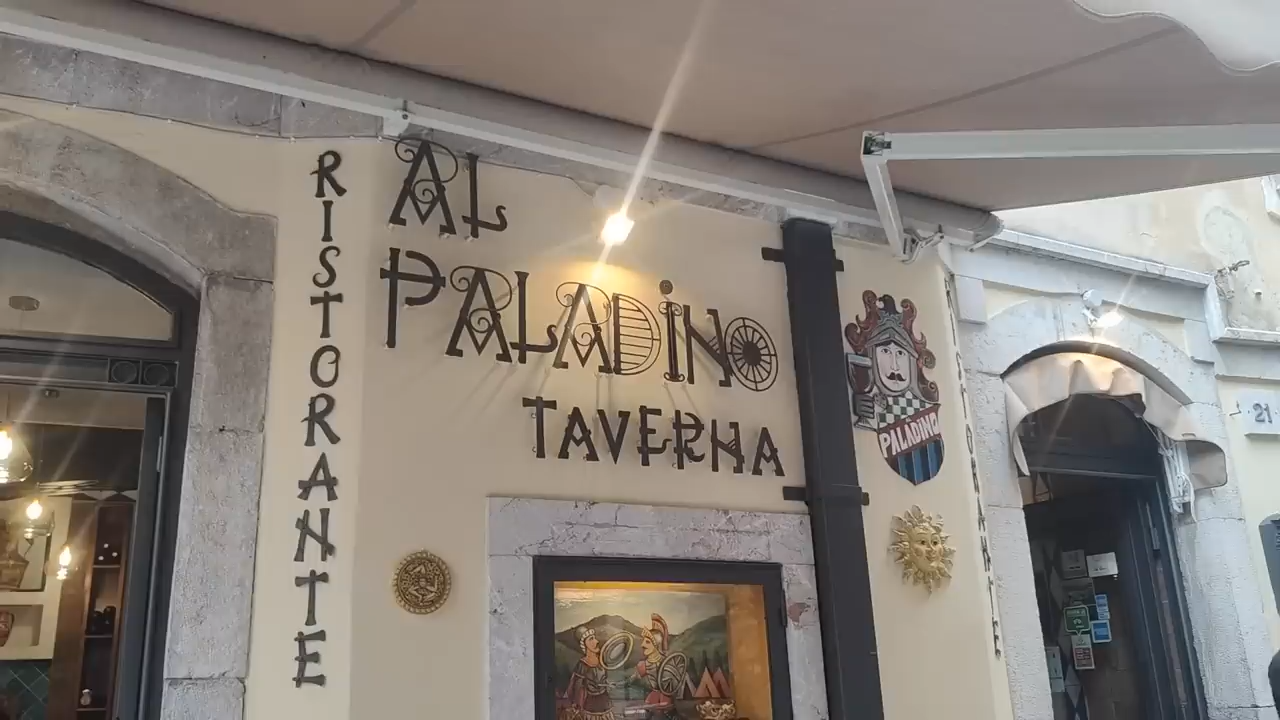 RISTORANTE
AL
PALADINO
TAVERNA
PALADINO
RISTORANTE
21